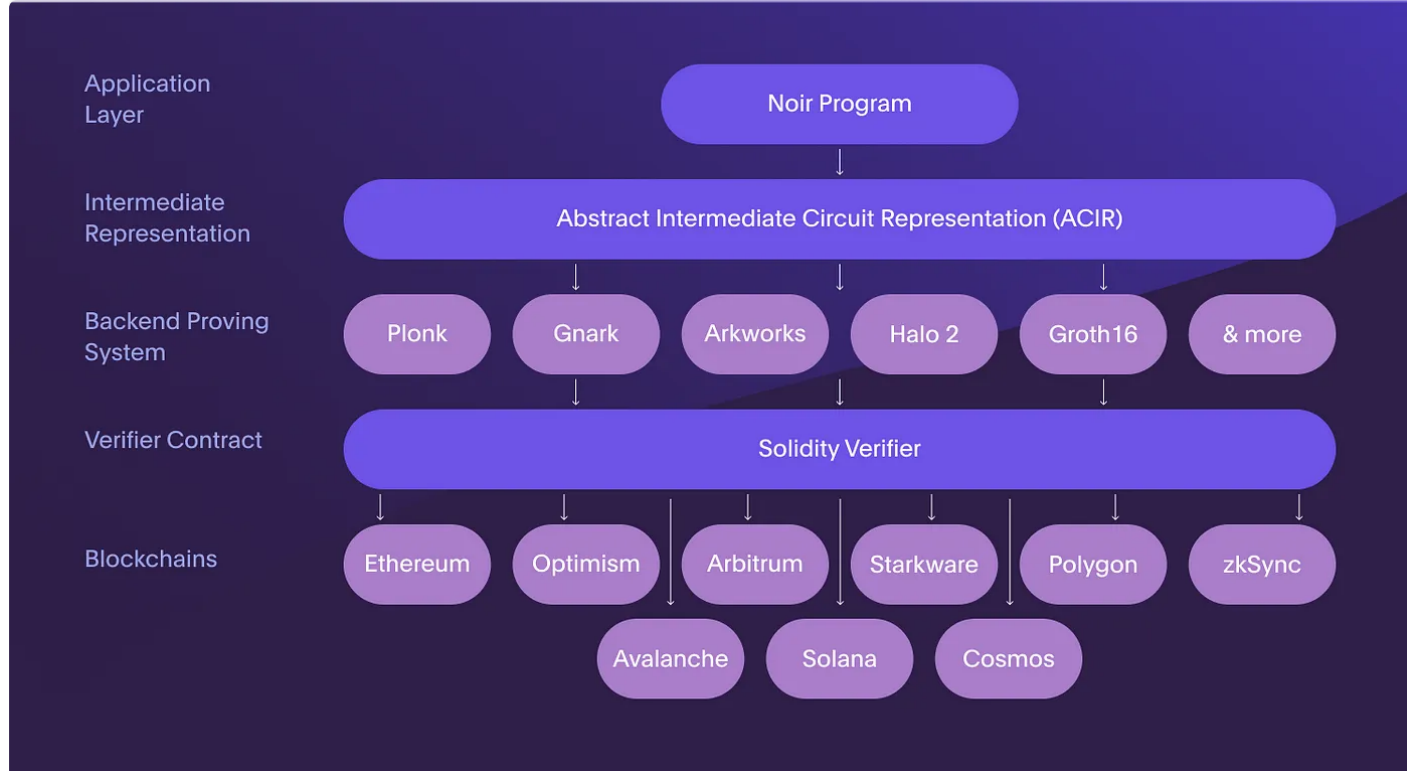 Application
Layer
Noir Program
Intermediate
Representation
Abstract Intermediate Circuit Representation (ACIR)
Backend Proving
System
Plonk
Gnark
Arkworks
Halo 2
Groth16
& more
Verifier Contract
Solidity Verifier
Blockchains
Ethereum
Optimism
Arbitrum
Starkware
Polygon
zkSync
Avalanche
Solana
Cosmos